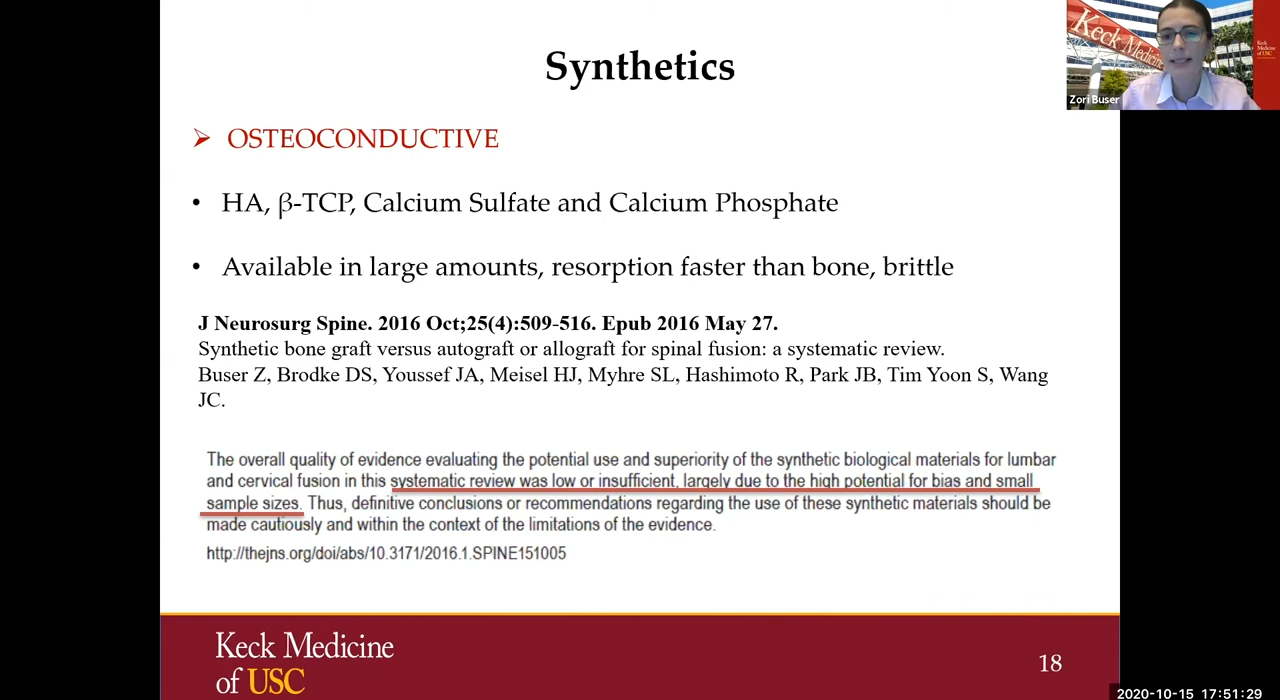 Synthetics
Keck Medicine
Keck
Medicine
of USC
Zori Buser
➢ OSTEOCONDUCTIVE
• HA, β-TCP, Calcium Sulfate and Calcium Phosphate
• Available in large amounts, resorption faster than bone, brittle
J Neurosurg Spine. 2016 Oct;25(4):509-516. Epub 2016 May 27.
Synthetic bone graft versus autograft or allograft for spinal fusion: a systematic review.
Buser Z, Brodke DS, Youssef JA, Meisel HJ, Myhre SL, Hashimoto R, Park JB, Tim Yoon S, Wang
JC.
The overall quality of evidence evaluating the potential use and superiority of the synthetic biological materials for lumbar
and cervical fusion in this systematic review was low or insufficient, largely due to the high potential for bias and small
sample sizes. Thus, definitive conclusions or recommendations regarding the use of these synthetic materials should be
made cautiously and within the context of the limitations of the evidence.
http://thejns.org/doi/abs/10.3171/2016.1.SPINE151005
Keck Medicine
of USC
18
2020-10-15 17:51:29